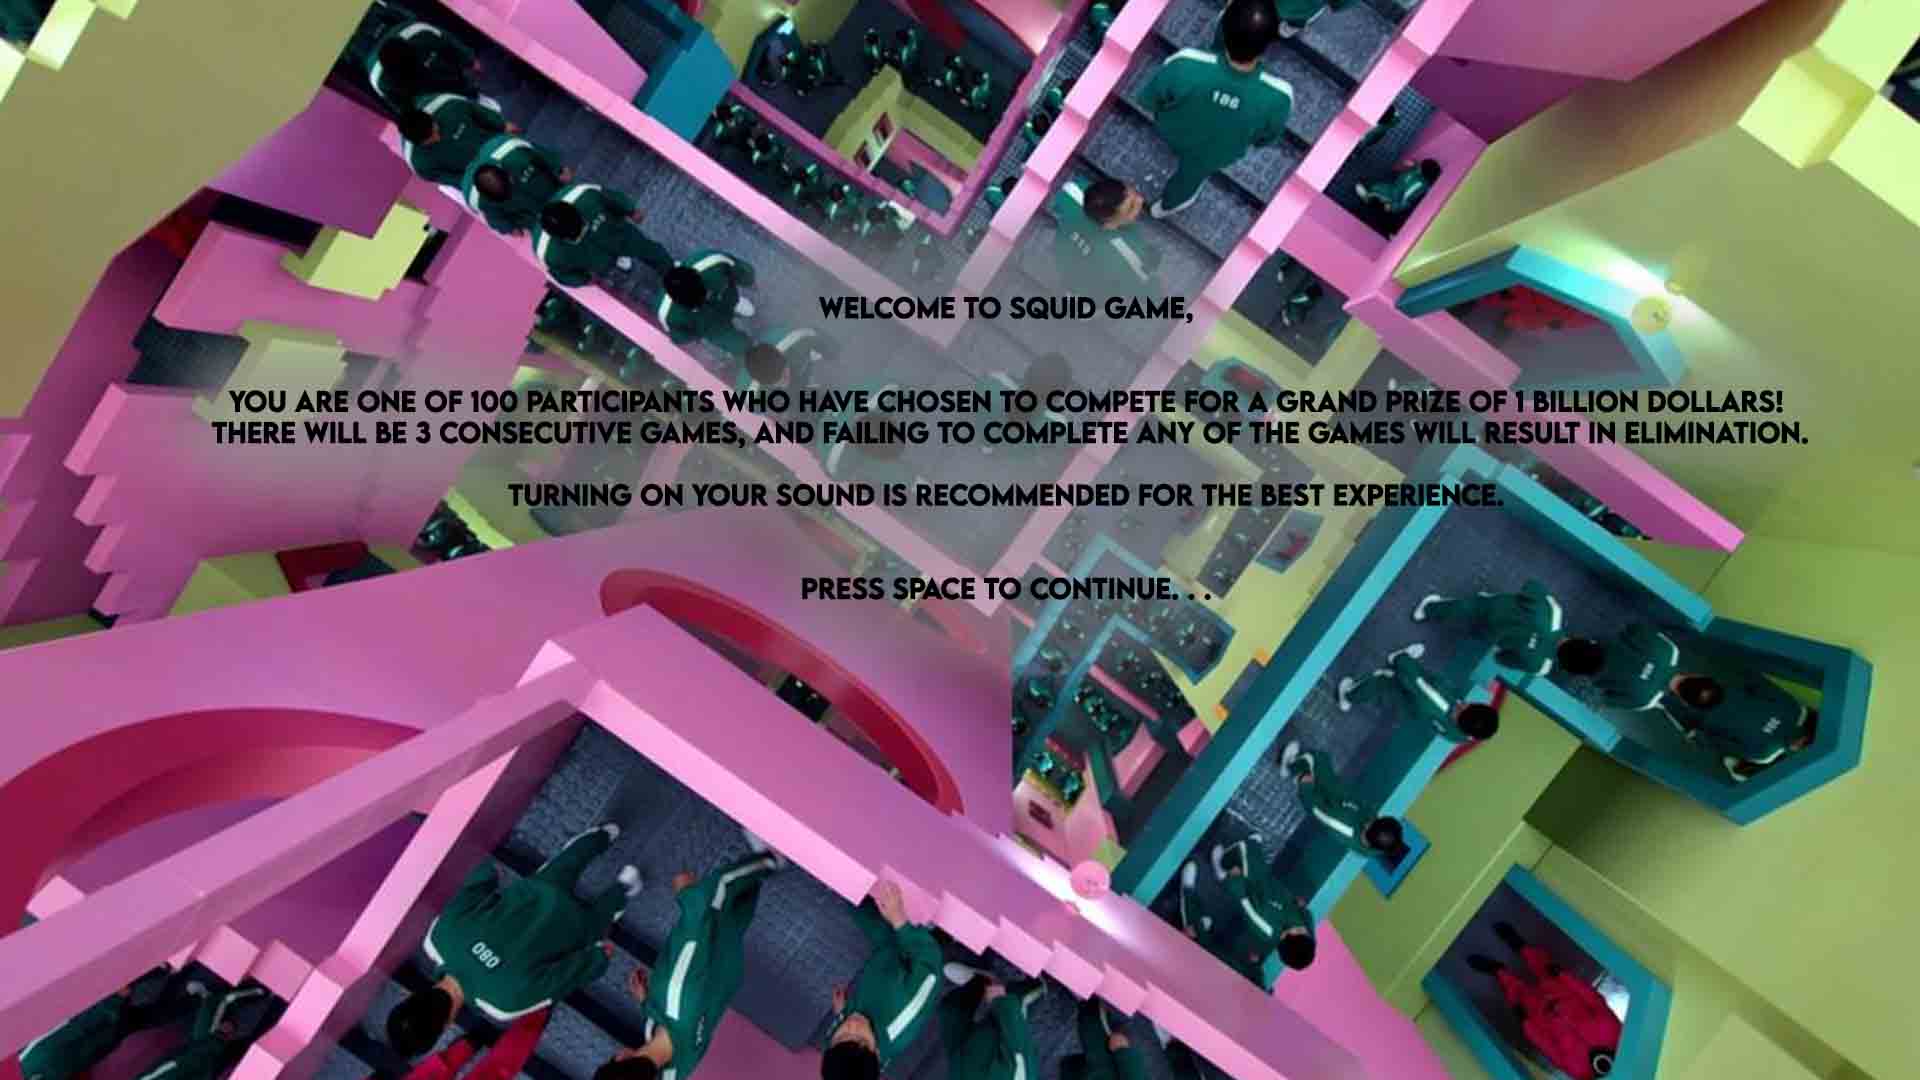 WELCOME TO SQUID GAME,
YOU ARE ONE OF 100 PARTICIPANTS WHO HAVE CHOSEN TO COMPETE FOR A GRAND PRIZE OF 1 BILLION DOLLARS!
THERE WILL BE 3 CONSECUTIVE GAMES, AND FAILING TO COMPLETE ANY OF THE GAMES WILL RESULT IN ELIMINATION.
TURNING ON YOUR SOUND IS RECOMMENDED FOR THE BEST EXPERIENCE.
PRESS SPACE TO CONTINUE. . .
186
080